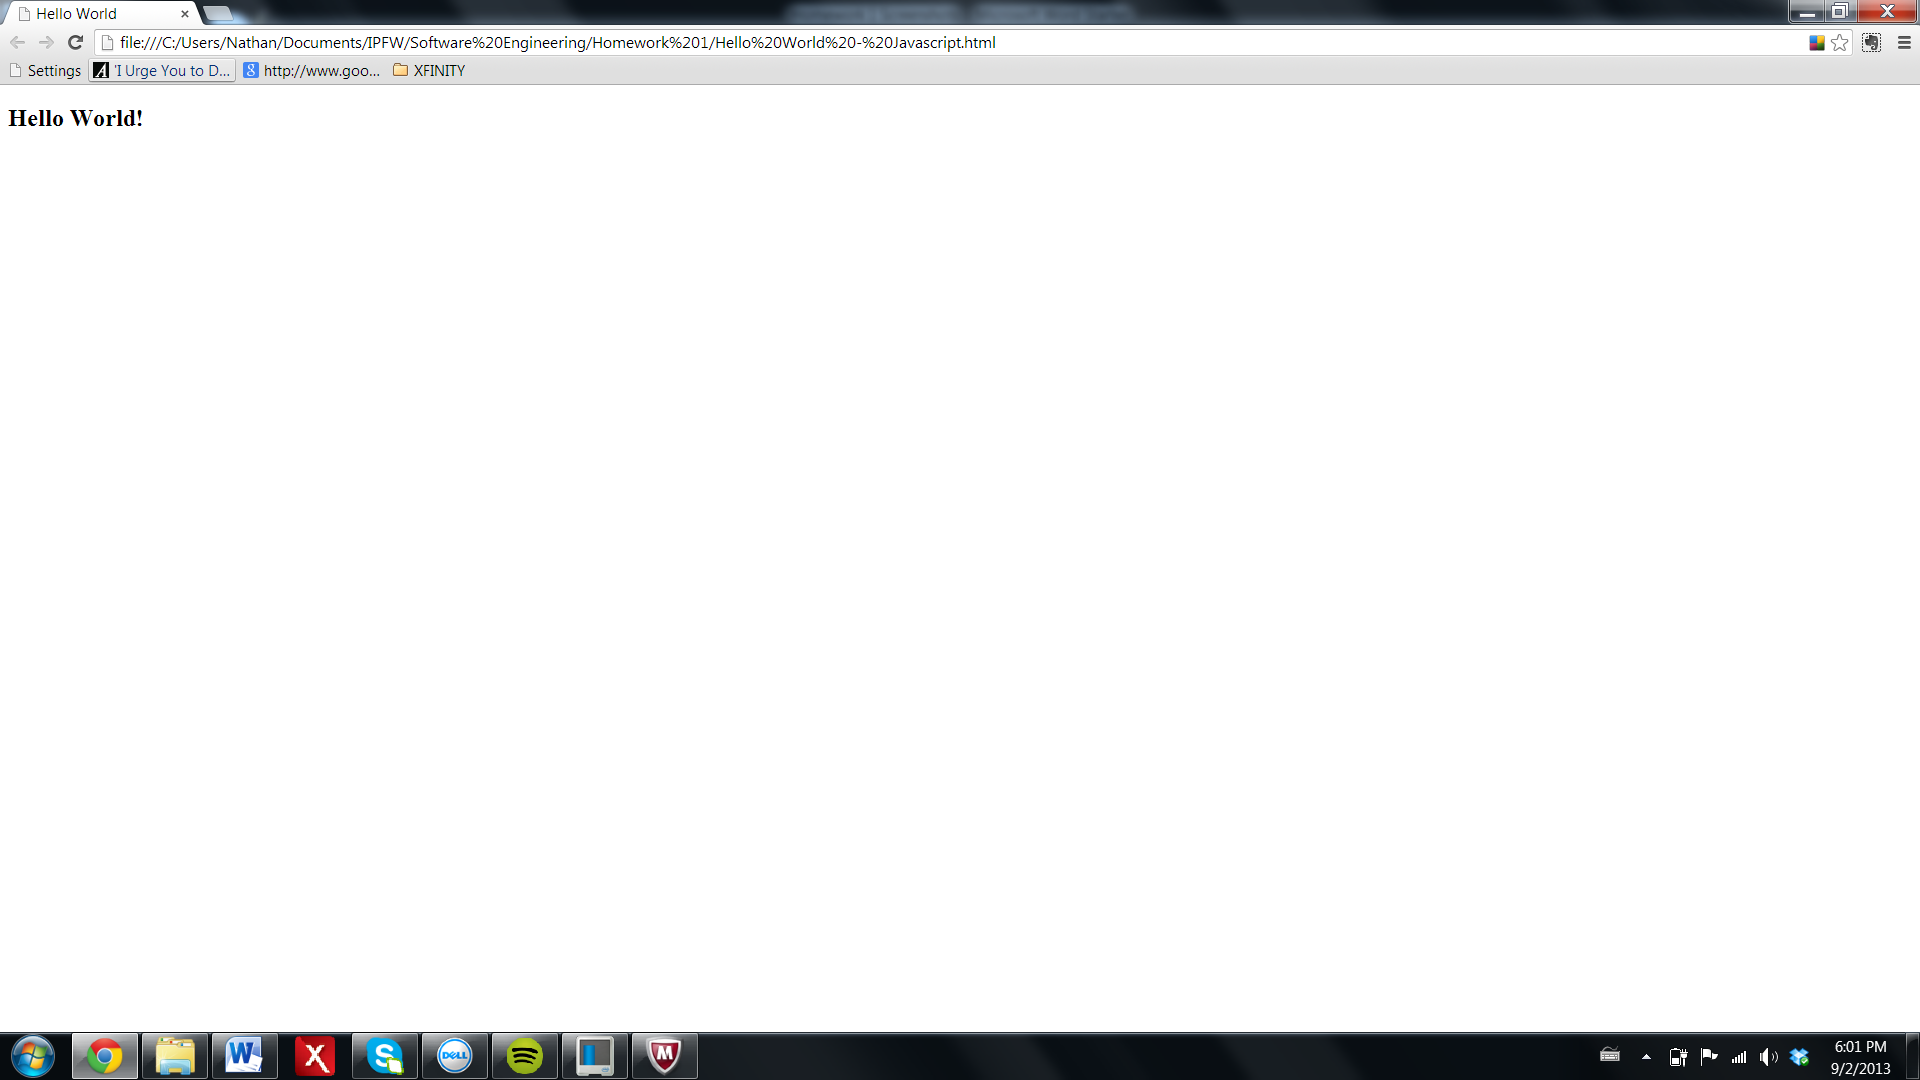 Hello World
file:///C:/Users/Nathan/Documents/IPFW/Software%20Engineering/Homework%201/Hello%20World%20-%20Javascript.html
Settings 'I Urge You to D... http://www.goo... XFINITY
Hello World!
DELL
6:01 PM
9/2/2013